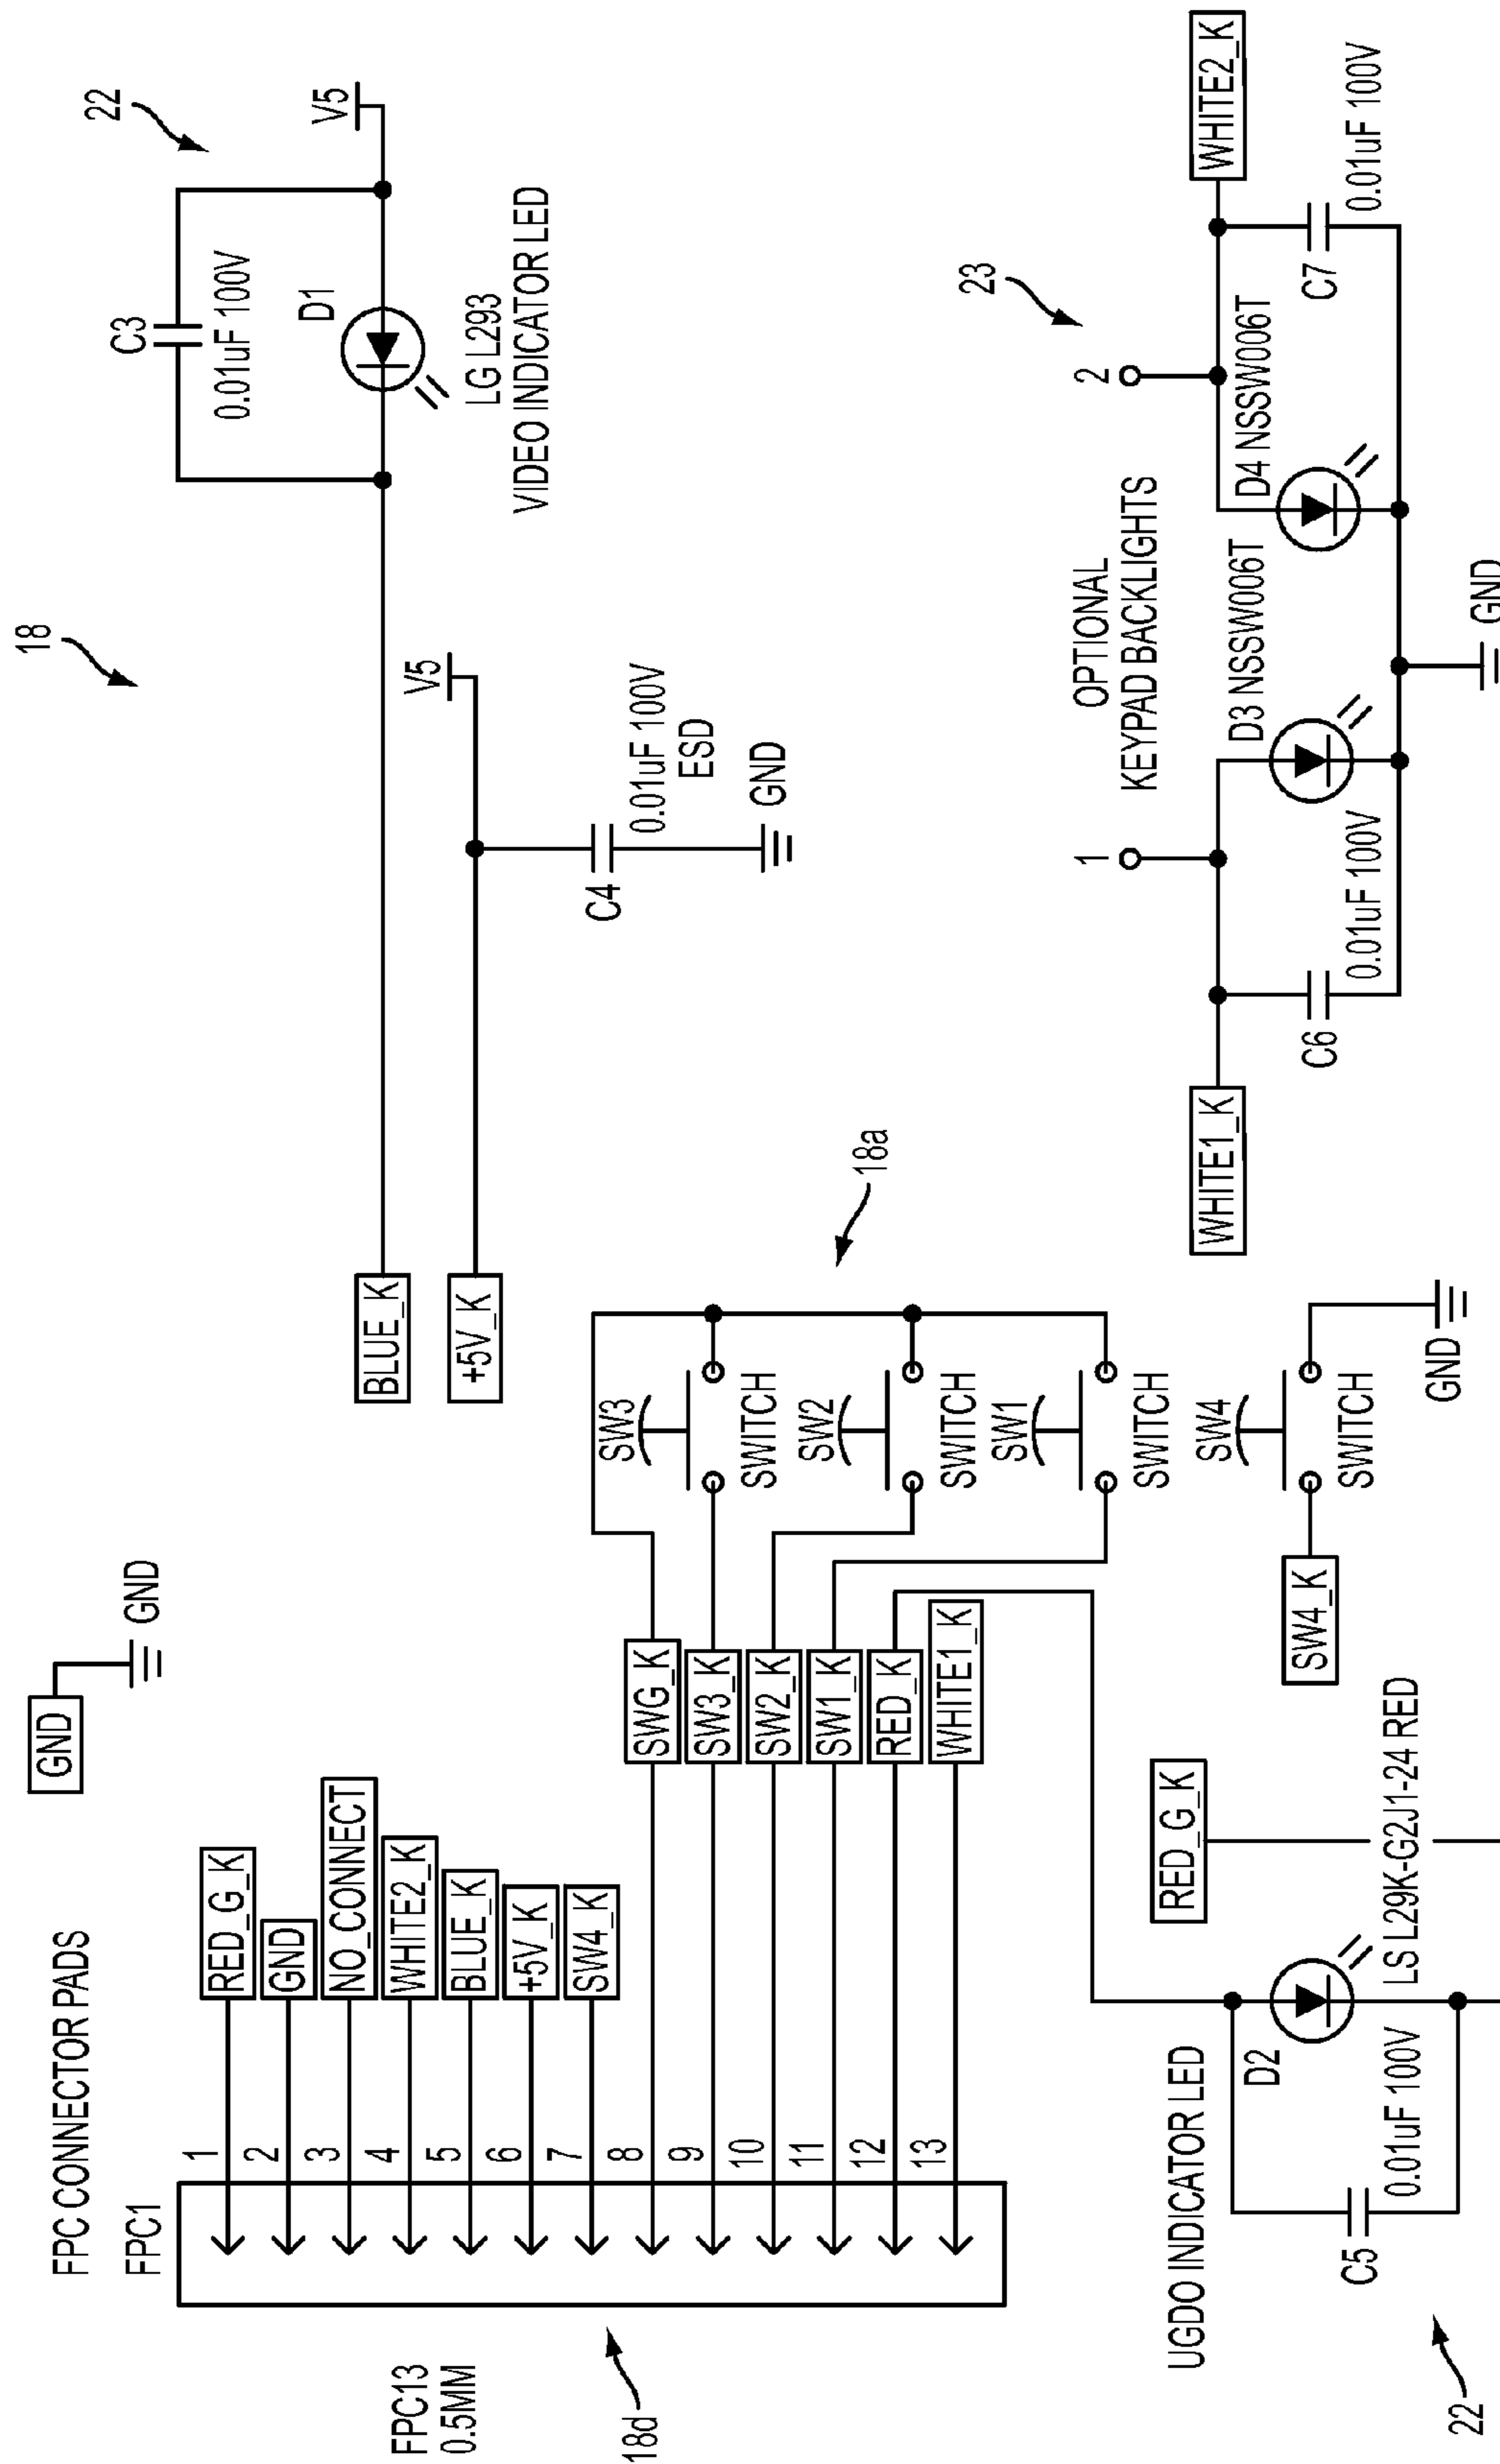 18
22
FPC CONNECTOR PADS
FPC1
FPC13
0.5MM
18d
1
2
3
4
5
6
7
8
9
10
11
12
13
RED_G_K
GND
NO_CONNECT
WHITE2_K
BLUE_K
+5V_K
SW4_K
SWG_K
SW3_K
SW2_K
SW1_K
RED_K
WHITE1_K
GND
GND
BLUE_K
+5V_K
V5
C4
0.01uF 100V
ESD
GND
C3
0.01uF 100V
D1
V5
LG L293
VIDEO INDICATOR LED
18a
SW3
SWITCH
SW2
SWITCH
SW1
SWITCH
SW4
SWITCH
SW4_K
GND
UGDO INDICATOR LED
D2
RED_G_K
LS L29K-G2J1-24 RED
0.01uF 100V
C5
22
23
OPTIONAL
KEYPAD BACKLIGHTS
1
2
WHITE1_K
WHITE2_K
D3 NSSW006T
D4 NSSW006T
C6
0.01uF 100V
C7
0.01uF 100V
GND